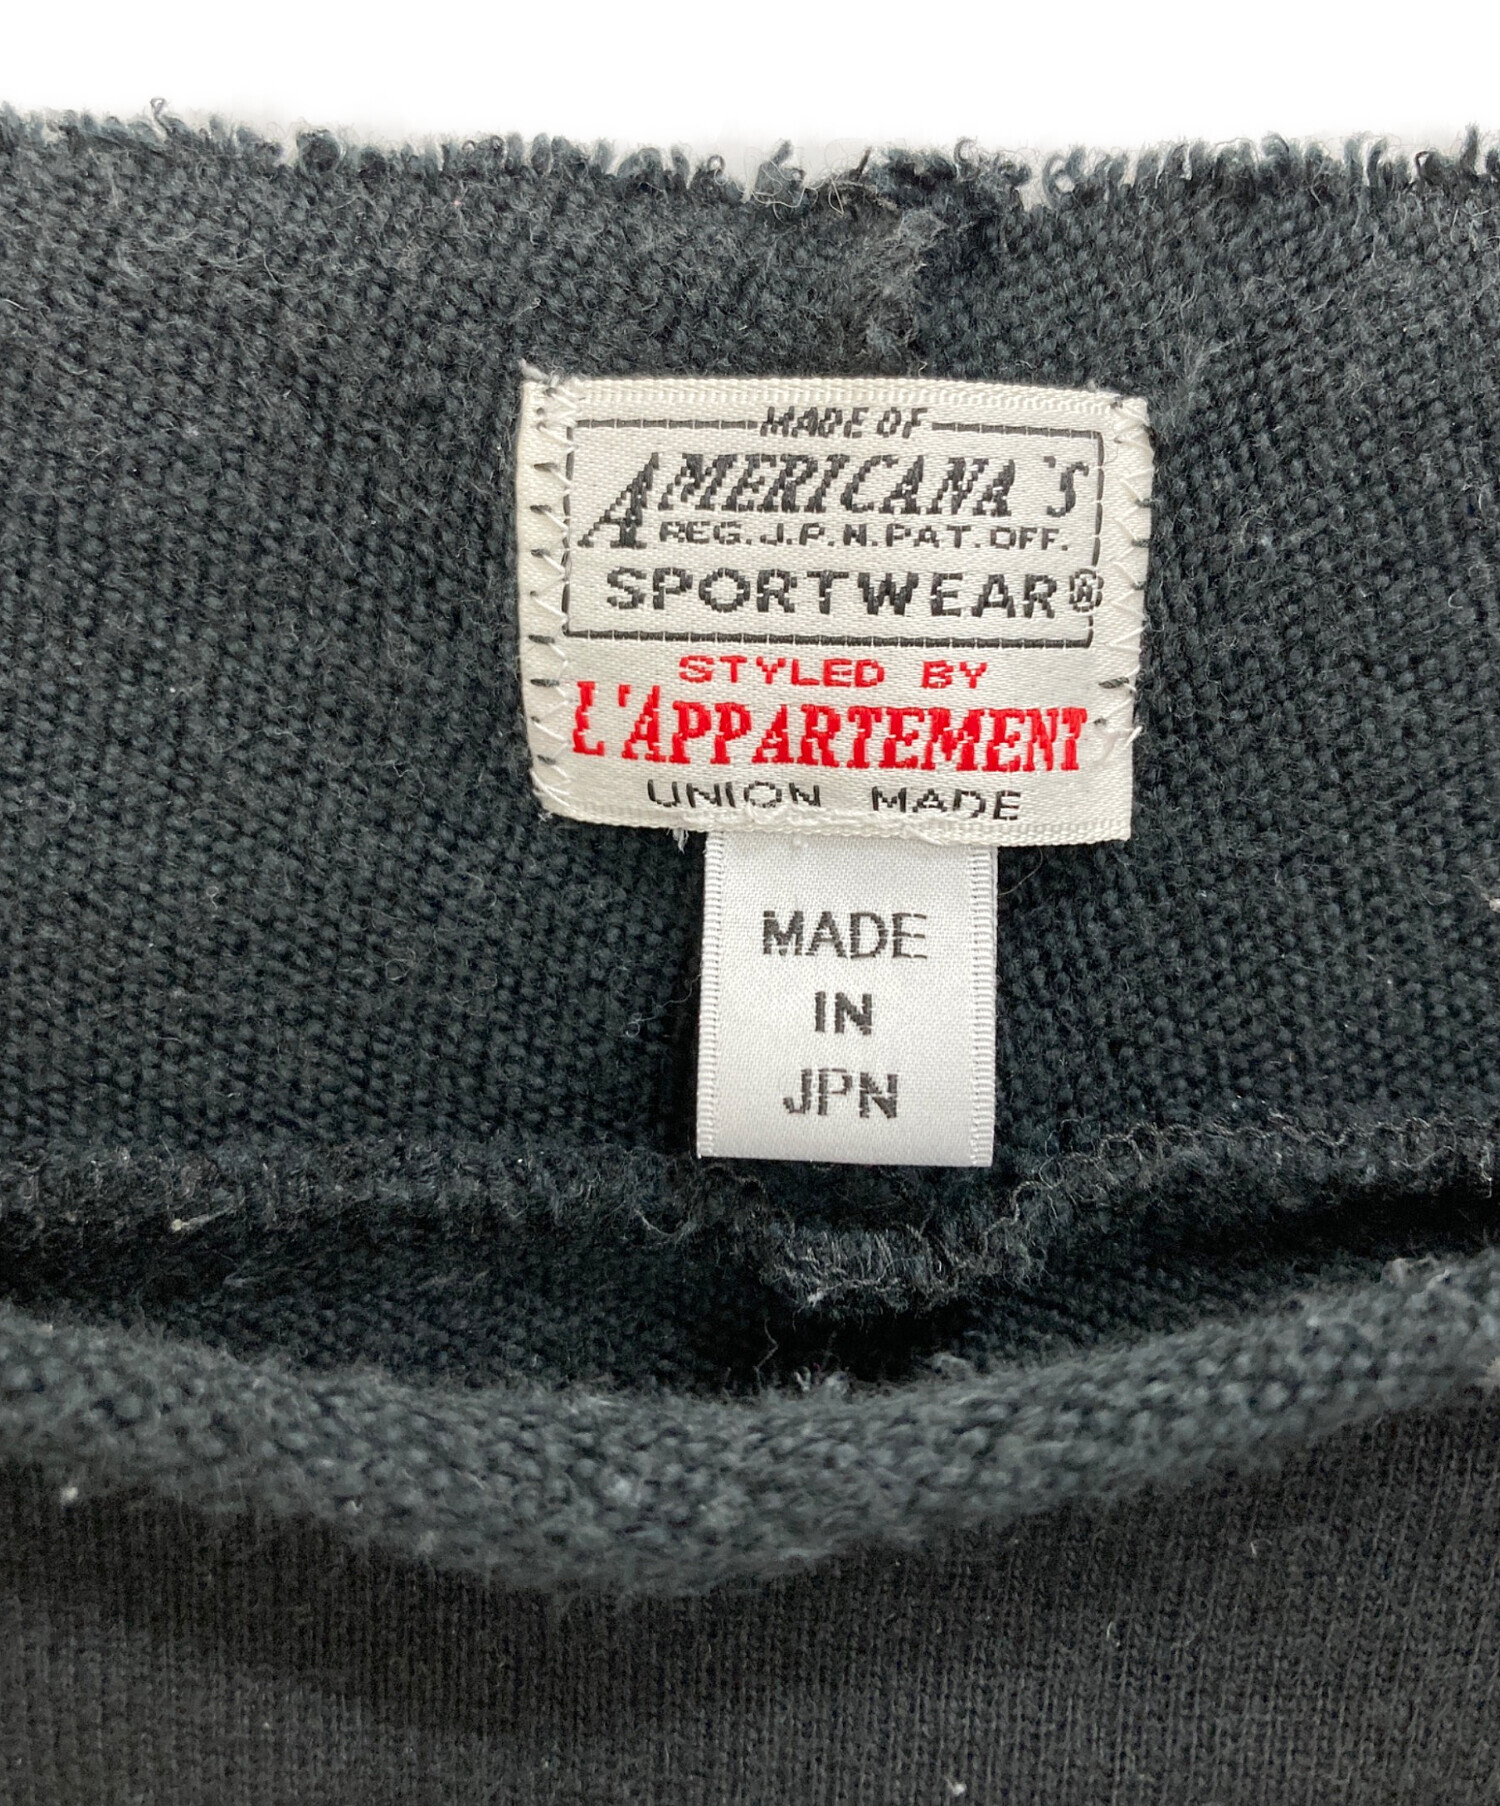 MADE OF
AMERICANA'S
REG.J.P.N.PAT.OFF.
SPORTWEAR®
STYLED BY
L'APPARTEMENT
UNION MADE
MADE
IN
JPN